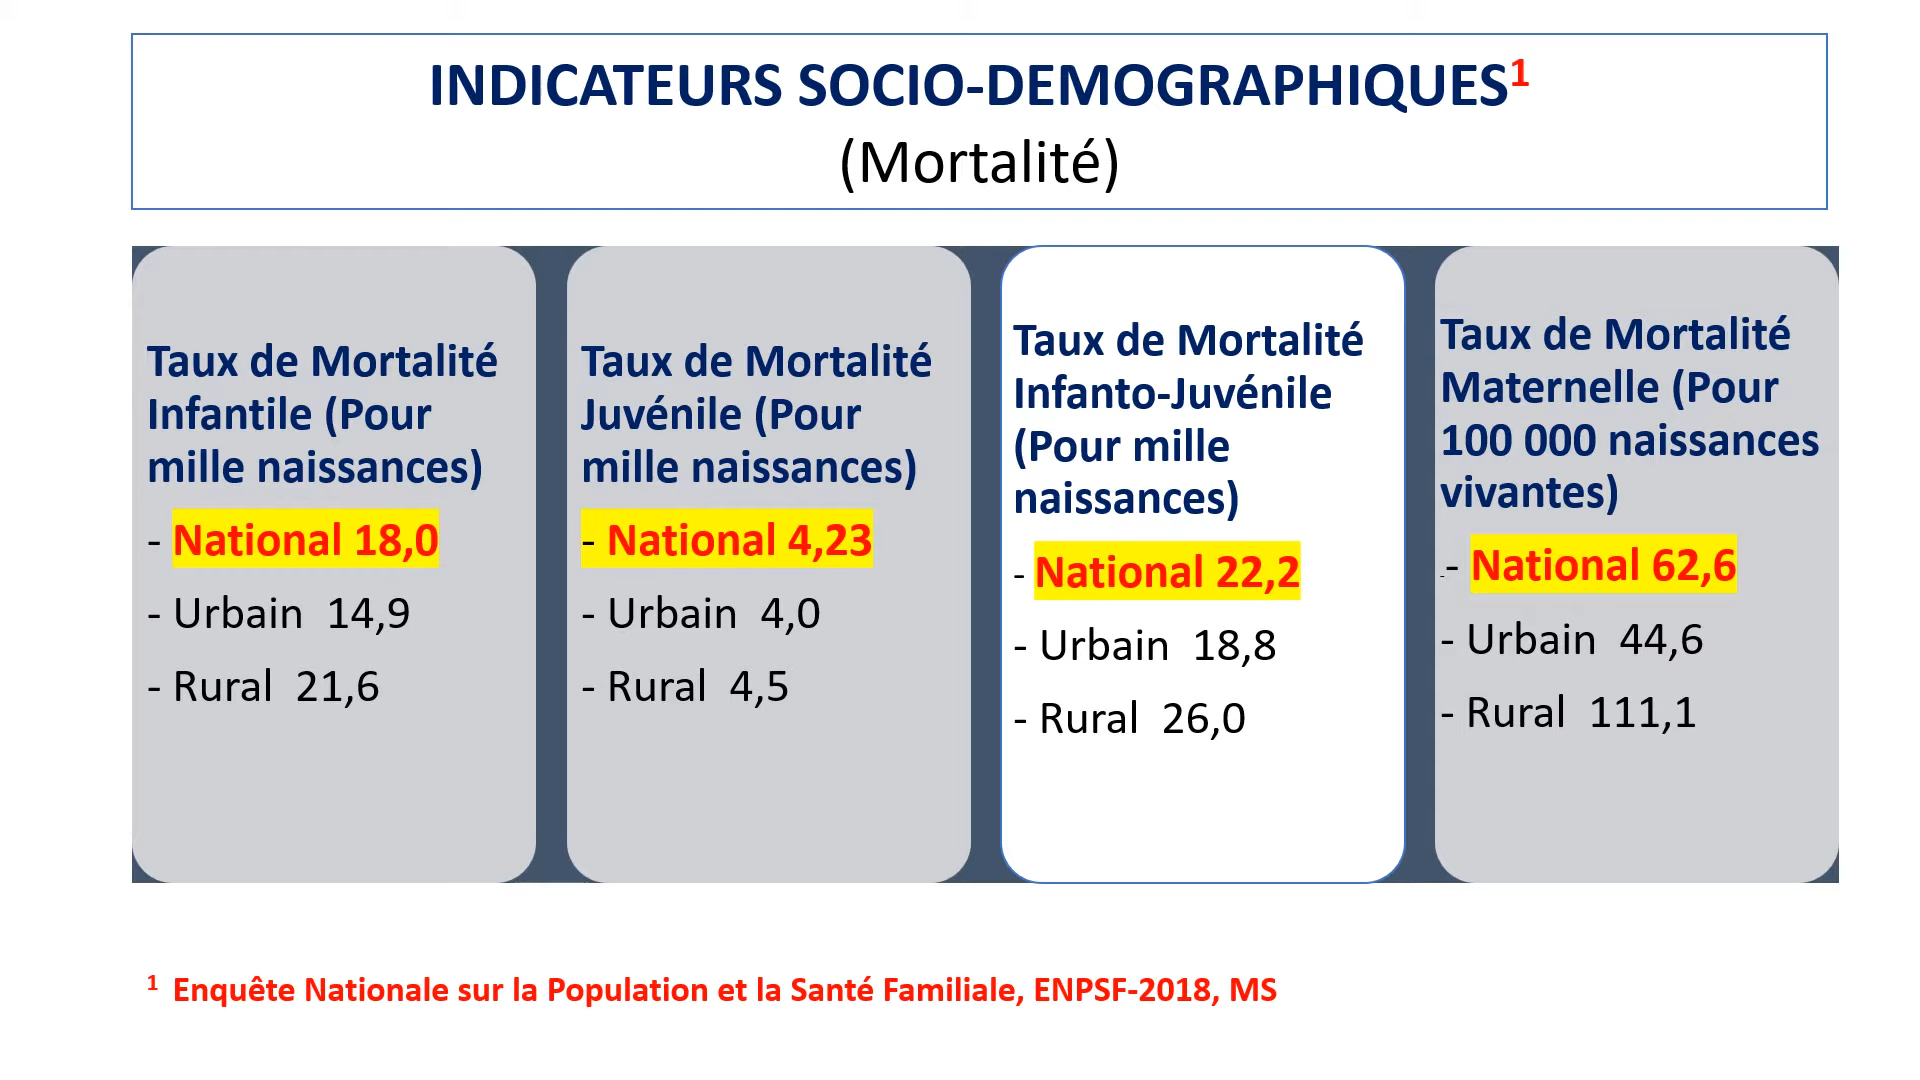 INDICATEURS SOCIO-DEMOGRAPHIQUES1
(Mortalité)
Taux de Mortalité
Infantile (Pour
mille naissances)
- National 18,0
- Urbain 14,9
- Rural 21,6
Taux de Mortalité
Juvénile (Pour
mille naissances)
- National 4,23
- Urbain 4,0
- Rural 4,5
Taux de Mortalité
Infanto-Juvénile
(Pour mille
naissances)
- National 22,2
- Urbain 18,8
- Rural 26,0
Taux de Mortalité
Maternelle (Pour
100 000 naissances
vivantes)
-- National 62,6
- Urbain 44,6
- Rural 111,1
1 Enquête Nationale sur la Population et la Santé Familiale, ENPSF-2018, MS